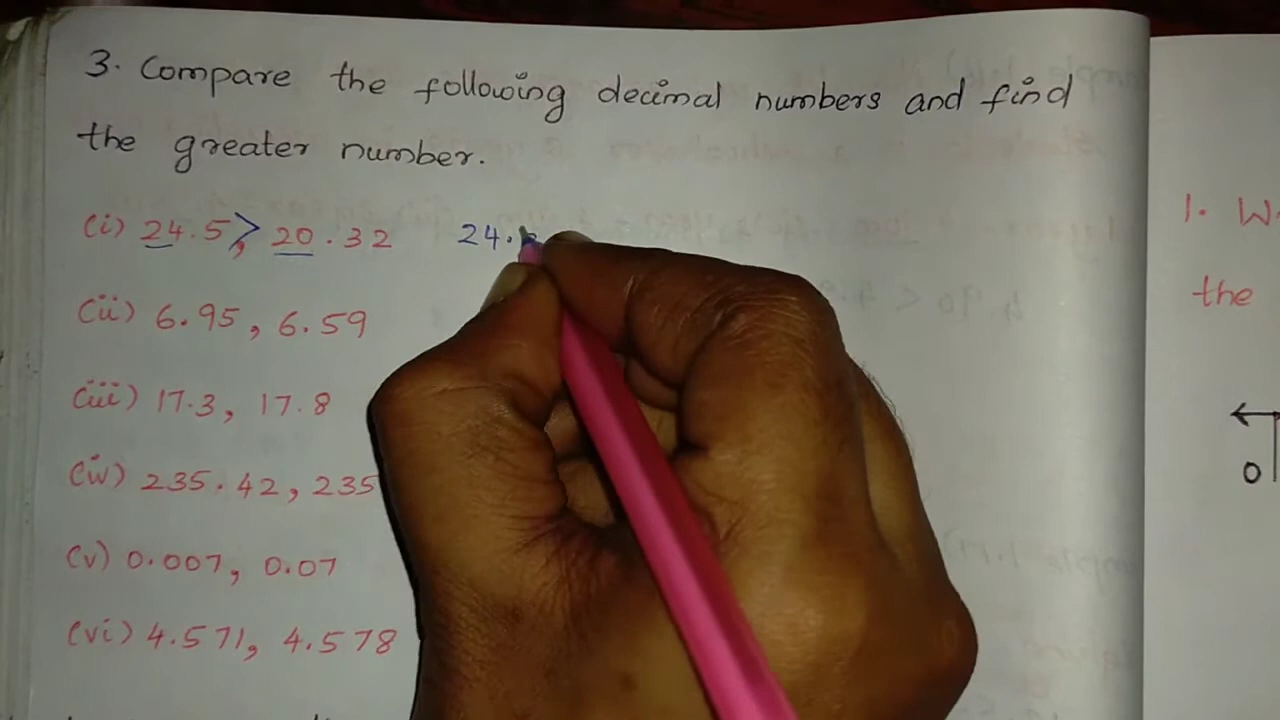 3. Compare the following decimal numbers and find
the greater number.
(i) 24.5 > , 20.32 24.
(ii) 6.95, 6.59
(iii) 17.3, 17.8
(iv) 235.42, 235
(v) 0.007, 0.07
(vi) 4.571, 4.578
1.
the
0